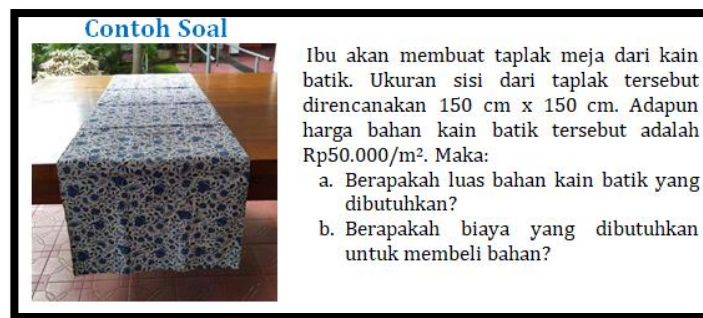 Contoh Soal
Ibu akan membuat taplak meja dari kain
batik. Ukuran sisi dari taplak tersebut
direncanakan 150 cm x 150 cm. Adapun
harga bahan kain batik tersebut adalah
Rp50.000/m². Maka:
a. Berapakah luas bahan kain batik yang
dibutuhkan?
b. Berapakah biaya yang dibutuhkan
untuk membeli bahan?